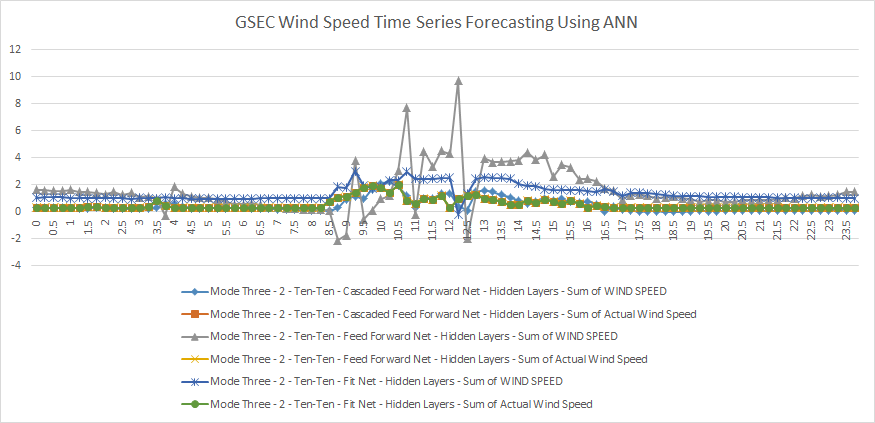 GSEC Wind Speed Time Series Forecasting Using ANN
12
10
8
6
4
2
0
-2
-4
0 0.5 1 1.5 2 2.5 3 3.5 4 4.5 5 5.5 6 6.5 7 7.5 8 8.5 9 9.5 10 10.5 11 11.5 12 12.5 13 13.5 14 14.5 15 15.5 16 16.5 17 17.5 18 18.5 19 19.5 20 20.5 21 21.5 22 22.5 23 23.5
Mode Three - 2 - Ten-Ten - Cascaded Feed Forward Net - Hidden Layers - Sum of WIND SPEED
Mode Three - 2 - Ten-Ten - Cascaded Feed Forward Net - Hidden Layers - Sum of Actual Wind Speed
Mode Three - 2 - Ten-Ten - Feed Forward Net - Hidden Layers - Sum of WIND SPEED
Mode Three - 2 - Ten-Ten - Feed Forward Net - Hidden Layers - Sum of Actual Wind Speed
Mode Three - 2 - Ten-Ten - Fit Net - Hidden Layers - Sum of WIND SPEED
Mode Three - 2 - Ten-Ten - Fit Net - Hidden Layers - Sum of Actual Wind Speed